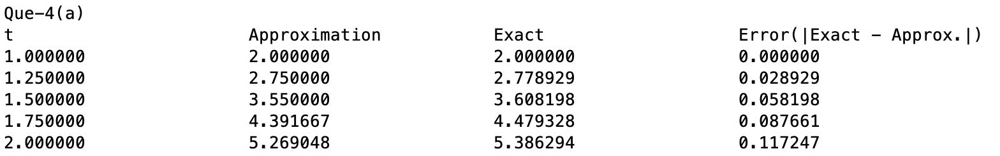 Que-4(a)
t Approximation Exact Error(|Exact - Approx.|)
1.000000 2.000000 2.000000 0.000000
1.250000 2.750000 2.778929 0.028929
1.500000 3.550000 3.608198 0.058198
1.750000 4.391667 4.479328 0.087661
2.000000 5.269048 5.386294 0.117247